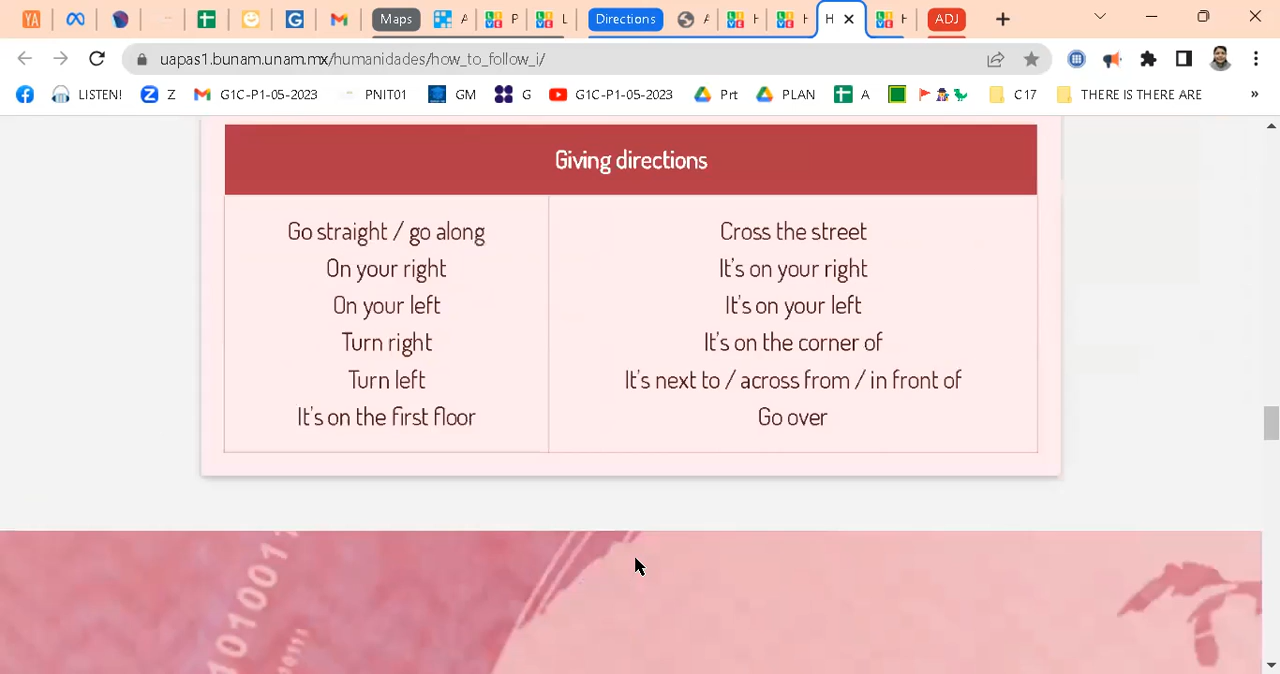 A P L Maps Directions A H H H H ADJ
uapas1.bunam.unam.mx/humanidades/how_to_follow_i/
LISTEN! Z G1C-P1-05-2023 PNIT01 GM G G1C-P1-05-2023 Prt PLAN A C17 THERE IS THERE ARE »
Giving directions
Go straight / go along
On your right
On your left
Turn right
Turn left
It's on the first floor
Cross the street
It's on your right
It's on your left
It's on the corner of
It's next to / across from / in front of
Go over